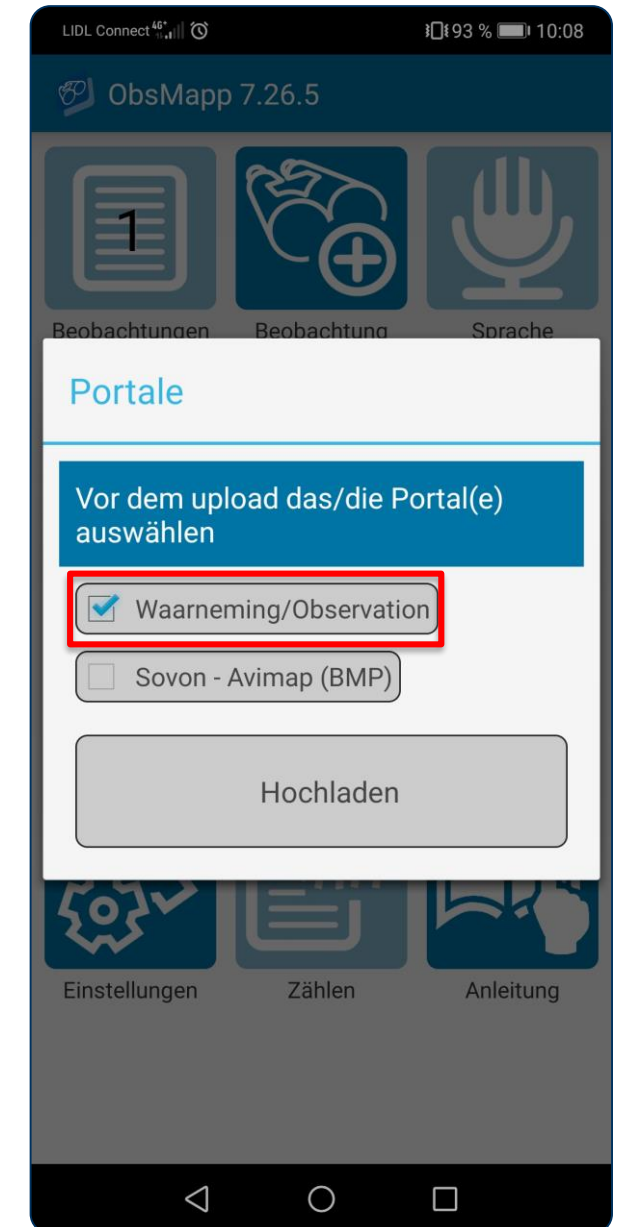 LIDL Connect 4G+ 93 % 10:08
ObsMapp 7.26.5
1
Beobachtungen Beobachtung Sprache
Portale
Vor dem upload das/die Portal(e)
auswählen
Waarneming/Observation
Sovon - Avimap (BMP)
Hochladen
Einstellungen Zählen Anleitung